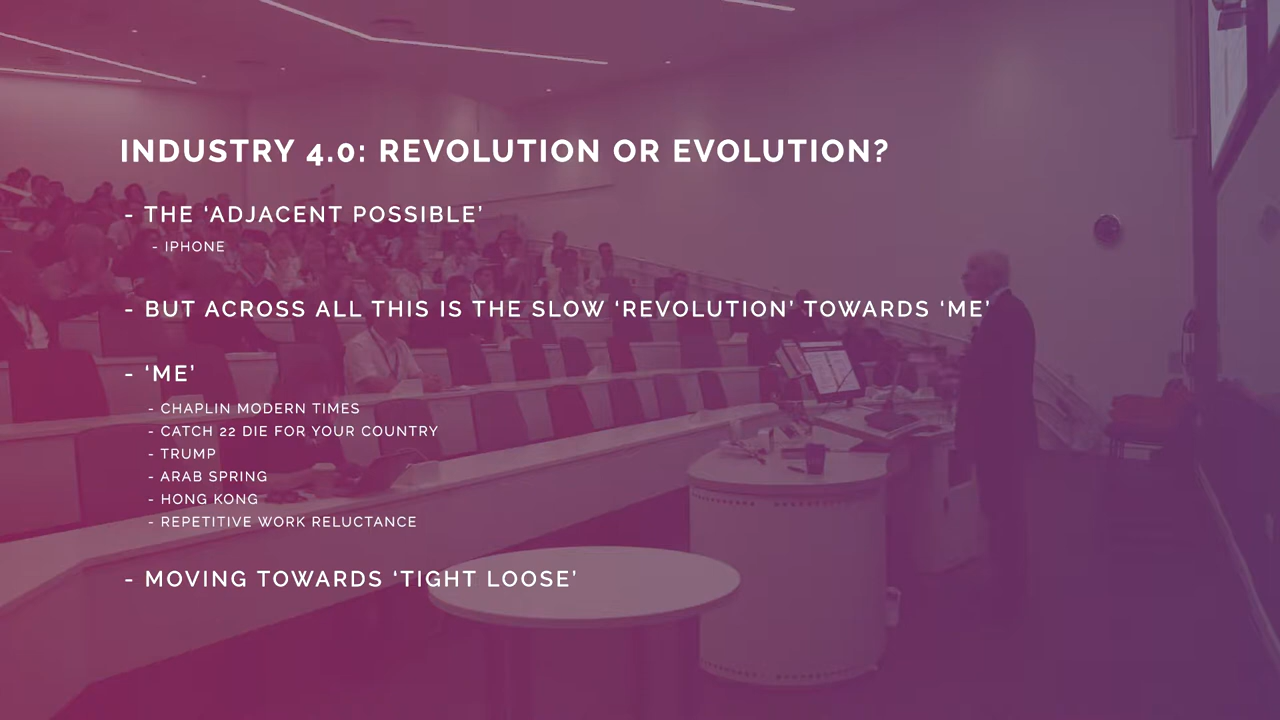 INDUSTRY 4.0: REVOLUTION OR EVOLUTION?
- THE ‘ADJACENT POSSIBLE’
- IPHONE
- BUT ACROSS ALL THIS IS THE SLOW ‘REVOLUTION’ TOWARDS ‘ME’
- ‘ME’
- CHAPLIN MODERN TIMES
- CATCH 22 DIE FOR YOUR COUNTRY
- TRUMP
- ARAB SPRING
- HONG KONG
- REPETITIVE WORK RELUCTANCE
- MOVING TOWARDS ‘TIGHT LOOSE’